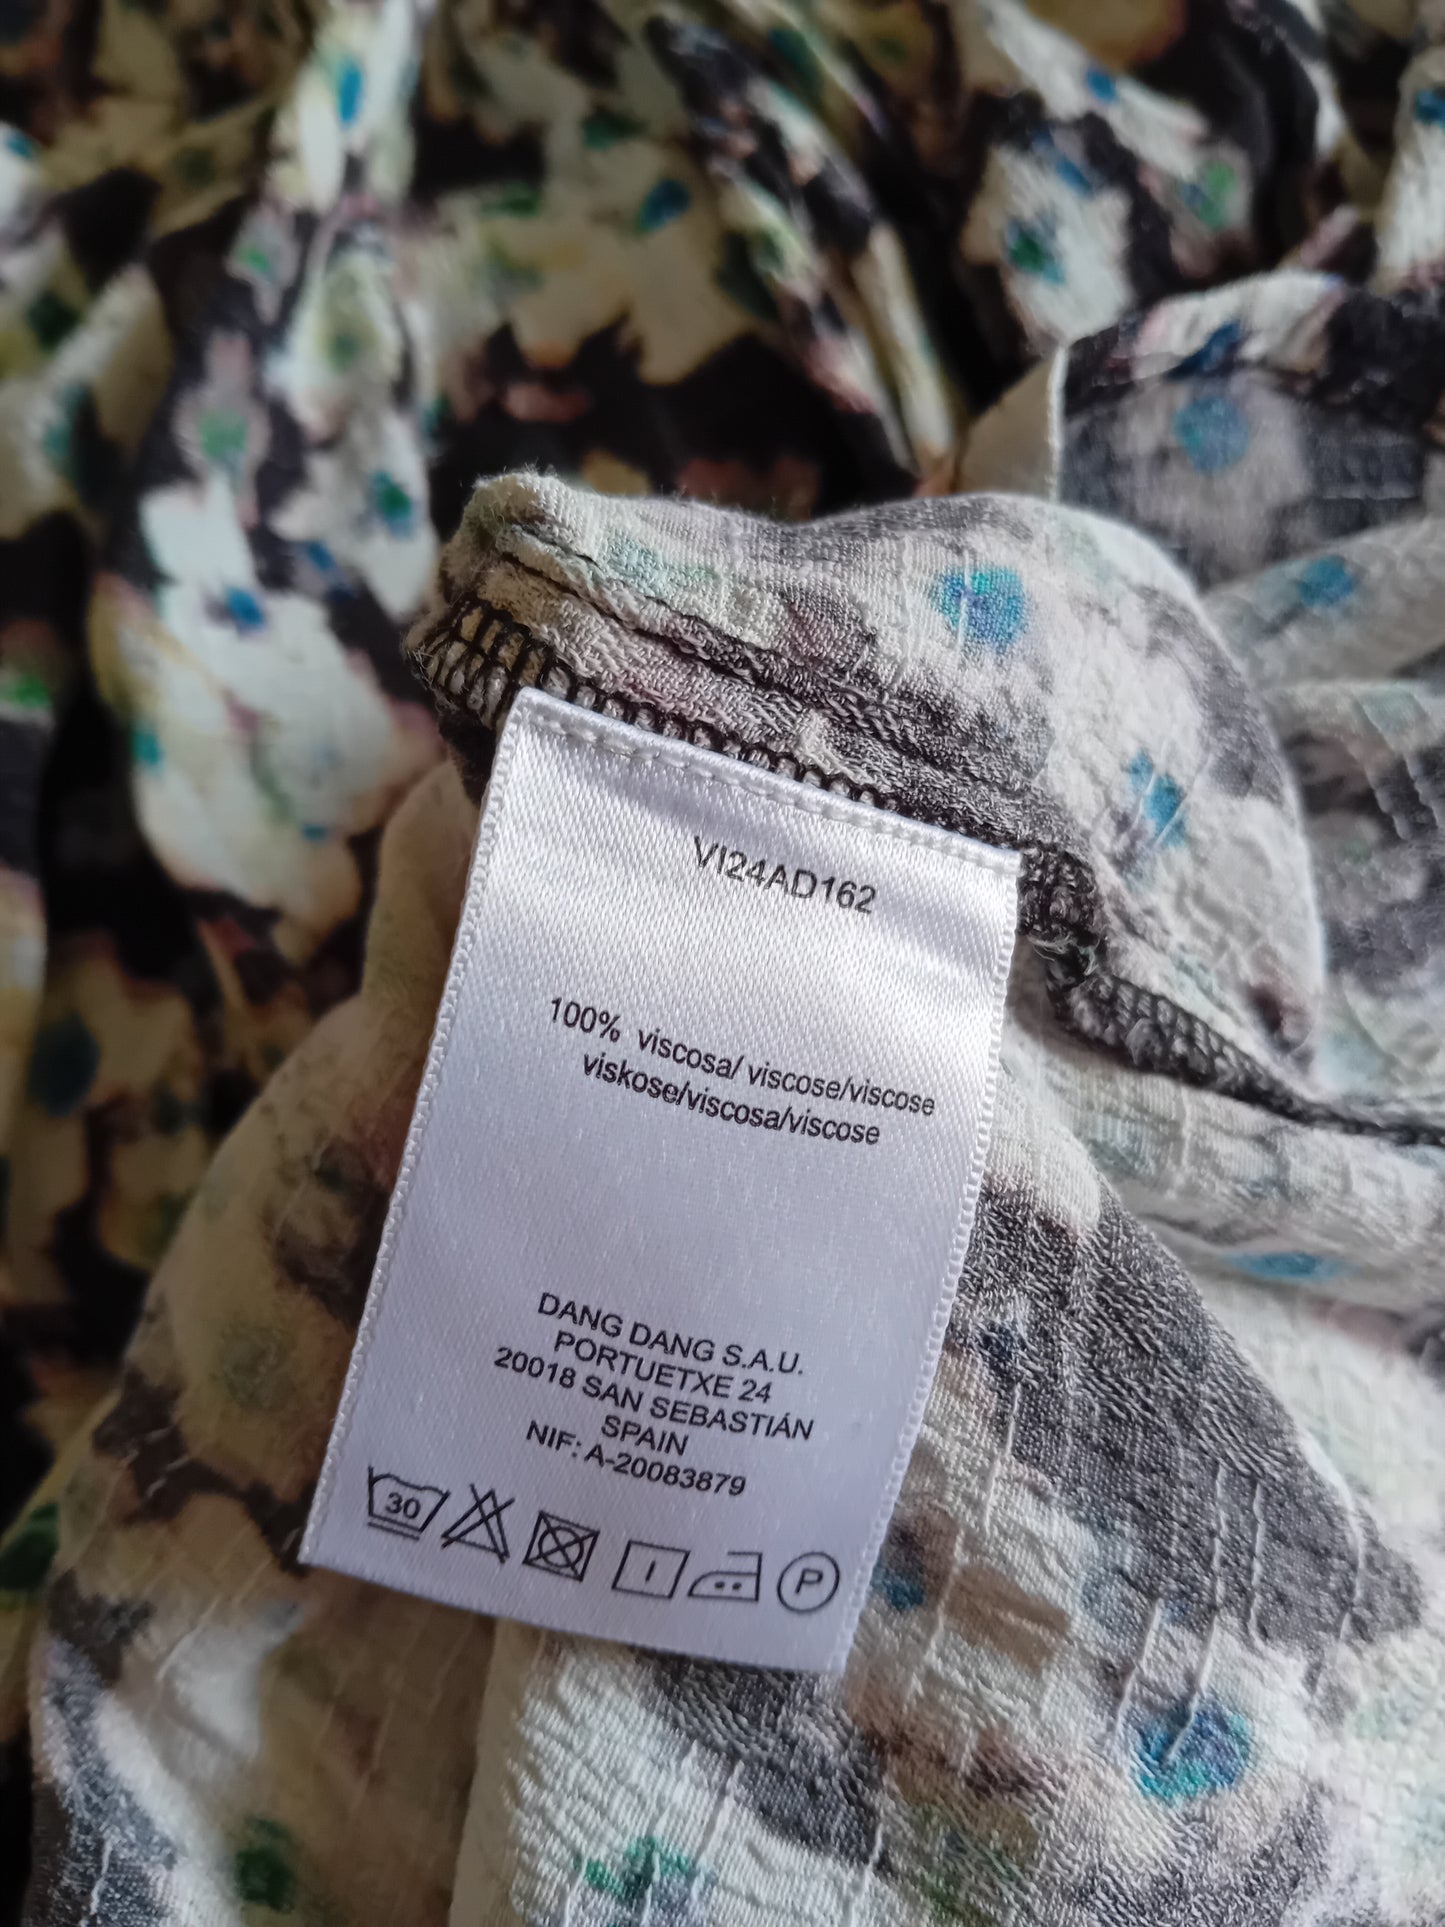 VI24AD162
100% viscosa/ viscose/viscose
viskose/viscosa/viscose
DANG DANG S.A.U.
PORTUETXE 24
20018 SAN SEBASTIÁN
SPAIN
NIF: A-20083879
30 P